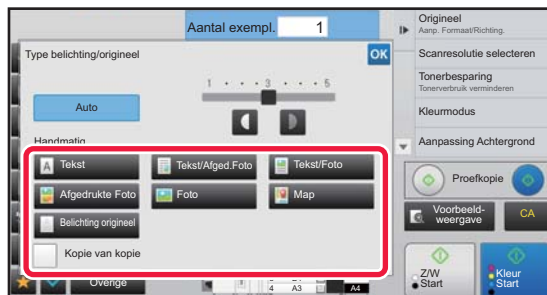 Aantal exempl. 1
Type belichting/origineel
OK
1 3 5
Auto
Handmatig
A Tekst
Tekst/Afged.Foto
Tekst/Foto
Afgedrukte Foto
Foto
Map
Belichting origineel
Kopie van kopie
Overige
4 A3
A4
Origineel
Aanp. Formaat/Richting.
Scanresolutie selecteren
Tonerbesparing
Tonerverbruik verminderen
Kleurmodus
Aanpassing Achtergrond
Proefkopie
Voorbeeld-
weergave
CA
Z/W
Start
Kleur
Start